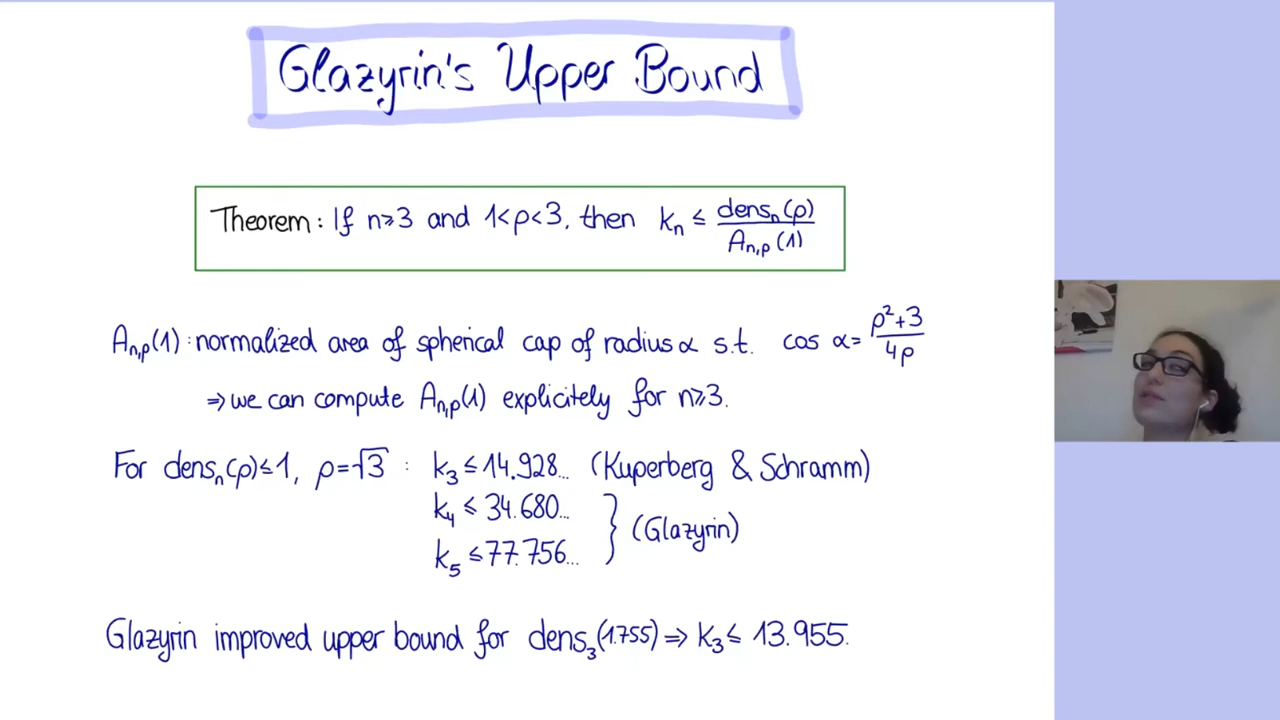 Glazyrin's Upper Bound
Theorem: If n≥3 and 1<ρ<3, then kₙ ≤ densₙ(ρ) / Aₙ,ρ(1)
Aₙ,ρ(1): normalized area of spherical cap of radius α s.t. cos α = ρ²+3 / 4ρ
⇒ we can compute Aₙ,ρ(1) explicitely for n≥3.
For densₙ(ρ)≤1, ρ=√3 : k₃ ≤ 14.928... (Kuperberg & Schramm)
k₄ ≤ 34.680...
k₅ ≤ 77.756...
} (Glazyrin)
Glazyrin improved upper bound for dens₃(1.755) ⇒ k₃ ≤ 13.955.